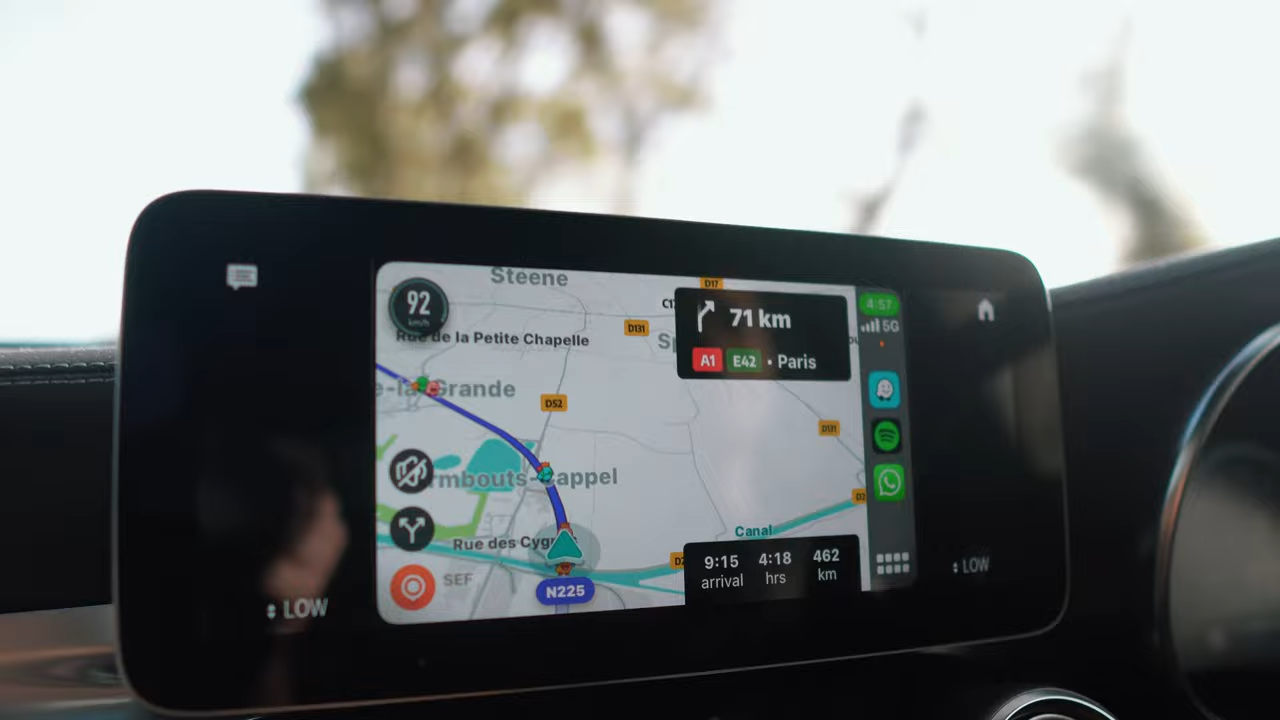 Steene
D17
92
km/h
71 km
4:57
5G
D131
Rue de la Petite Chapelle
A1 E42 • Paris
e-la-Grande
D52
D131
mbouts-Cappel
Canal
Rue des Cyg
9:15 4:18 462
arrival hrs km
SEF
N225
LOW
LOW